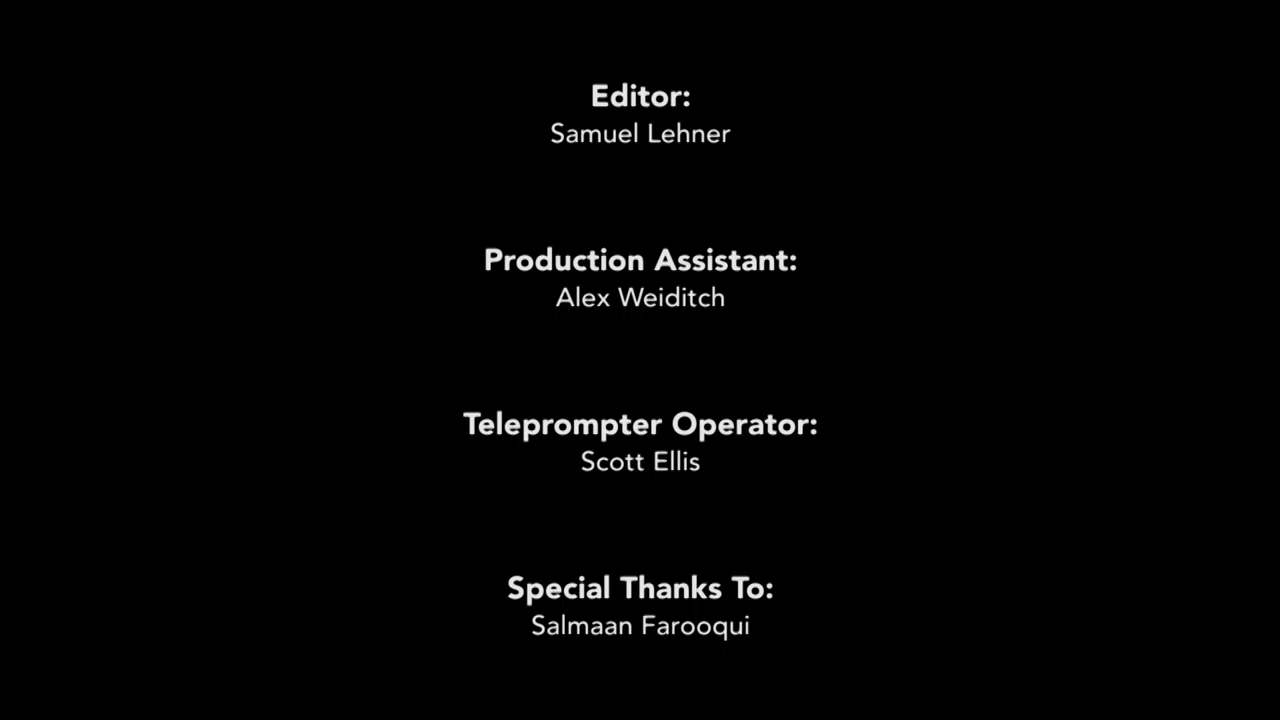 Editor:
Samuel Lehner
Production Assistant:
Alex Weiditch
Teleprompter Operator:
Scott Ellis
Special Thanks To:
Salmaan Farooqui